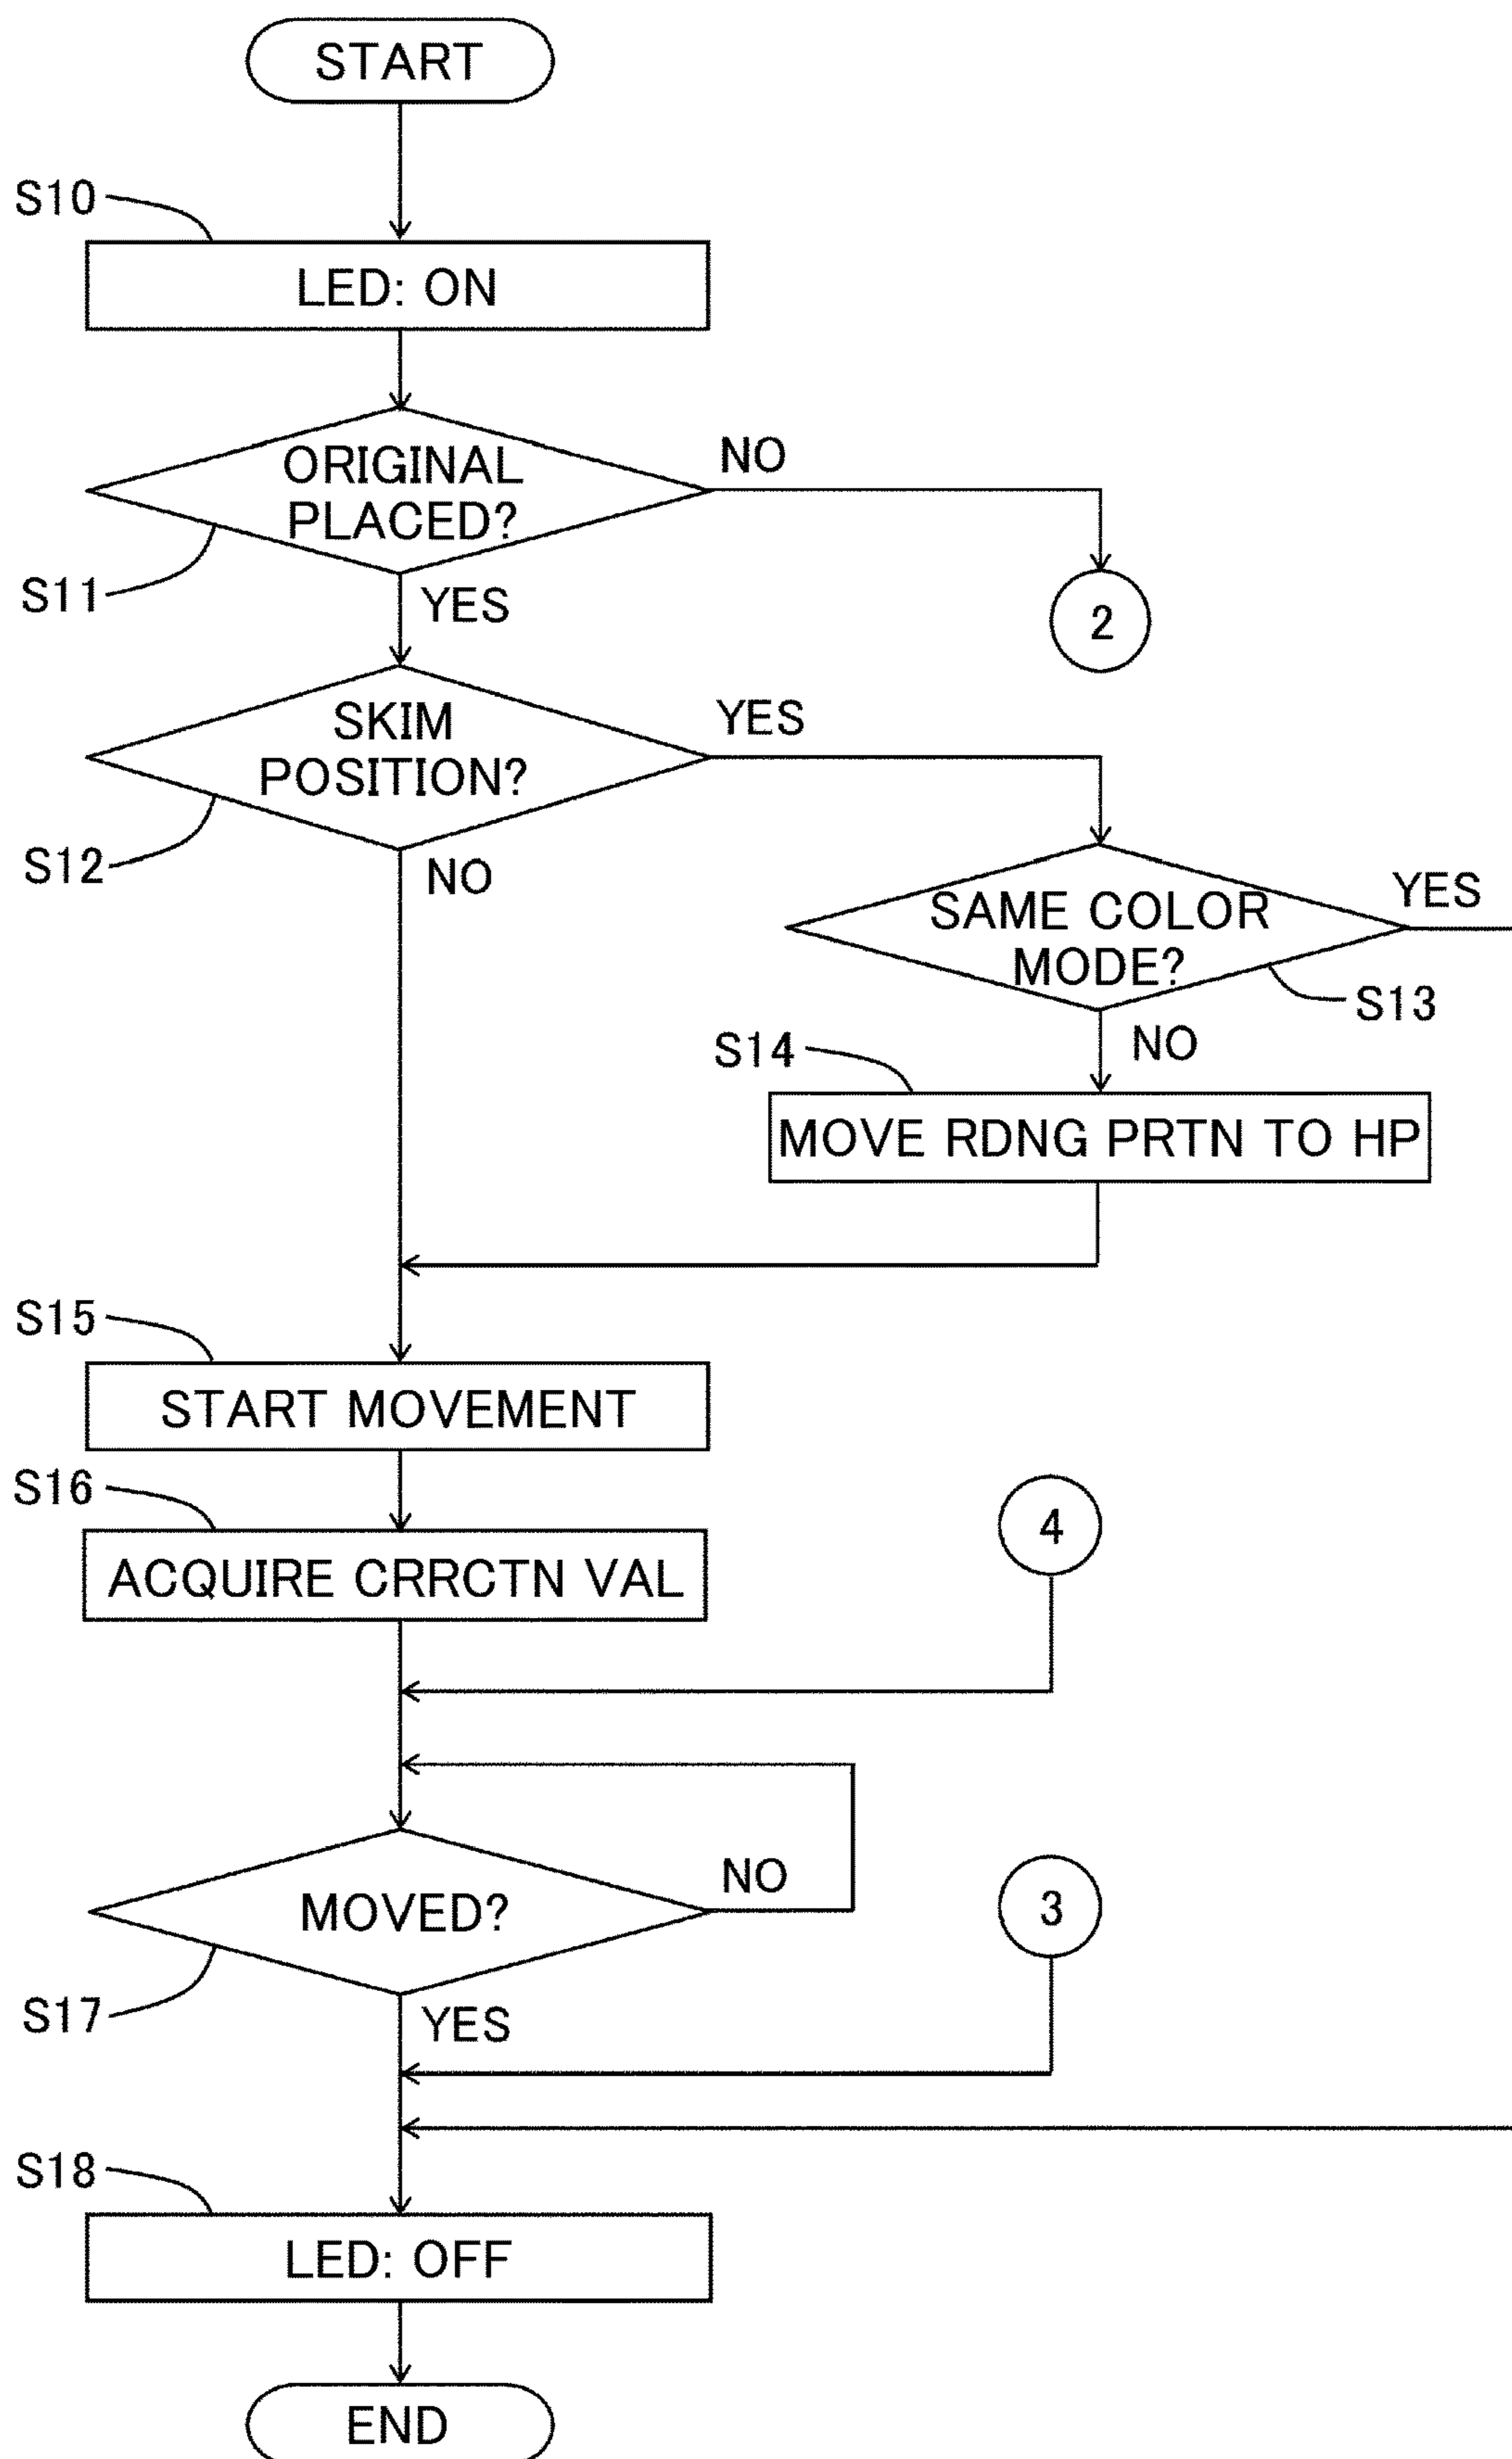 START
S10
LED: ON
ORIGINAL
PLACED?
NO
S11
YES
2
SKIM
POSITION?
YES
S12
NO
SAME COLOR
MODE?
YES
S13
S14
NO
MOVE RDNG PRTN TO HP
S15
START MOVEMENT
S16
4
ACQUIRE CRRCTN VAL
MOVED?
NO
3
S17
YES
S18
LED: OFF
END